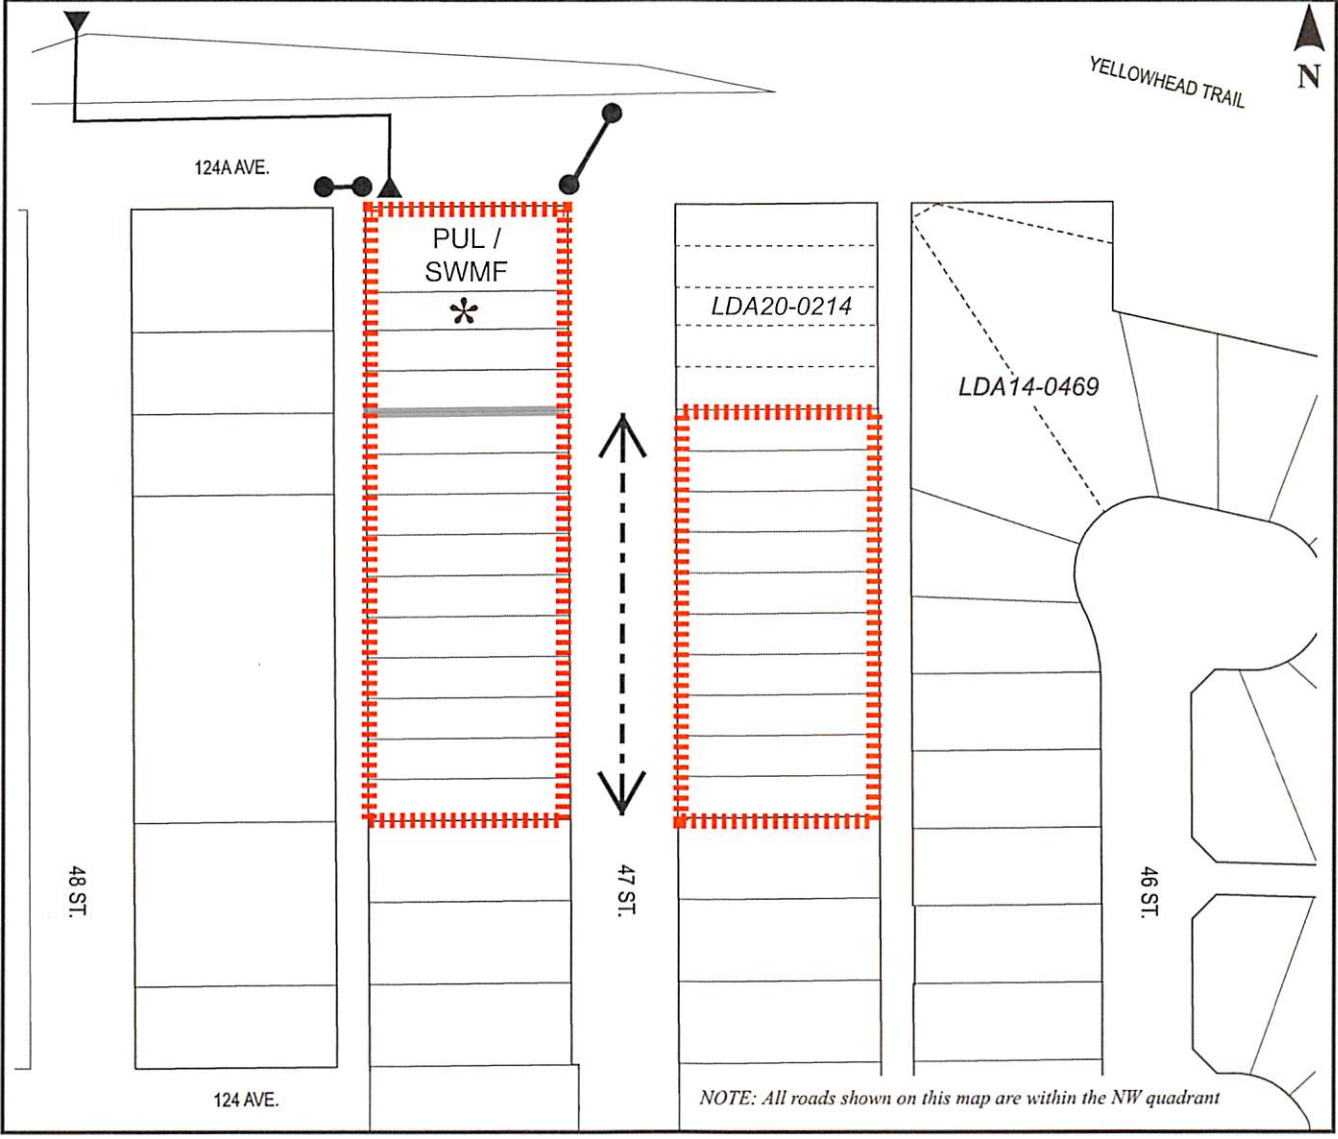 YELLOWHEAD TRAIL
N
124A AVE.
PUL /
SWMF
*
LDA20-0214
LDA14-0469
48 ST.
47 ST.
46 ST.
124 AVE.
NOTE: All roads shown on this map are within the NW quadrant